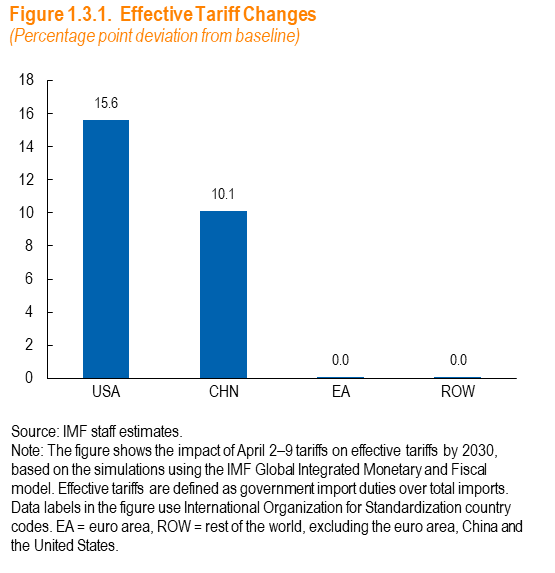 Figure 1.3.1. Effective Tariff Changes
(Percentage point deviation from baseline)
18
16
14
12
10
8
6
4
2
0
15.6
10.1
0.0
0.0
USA
CHN
EA
ROW
Source: IMF staff estimates.
Note: The figure shows the impact of April 2–9 tariffs on effective tariffs by 2030,
based on the simulations using the IMF Global Integrated Monetary and Fiscal
model. Effective tariffs are defined as government import duties over total imports.
Data labels in the figure use International Organization for Standardization country
codes. EA = euro area, ROW = rest of the world, excluding the euro area, China and
the United States.